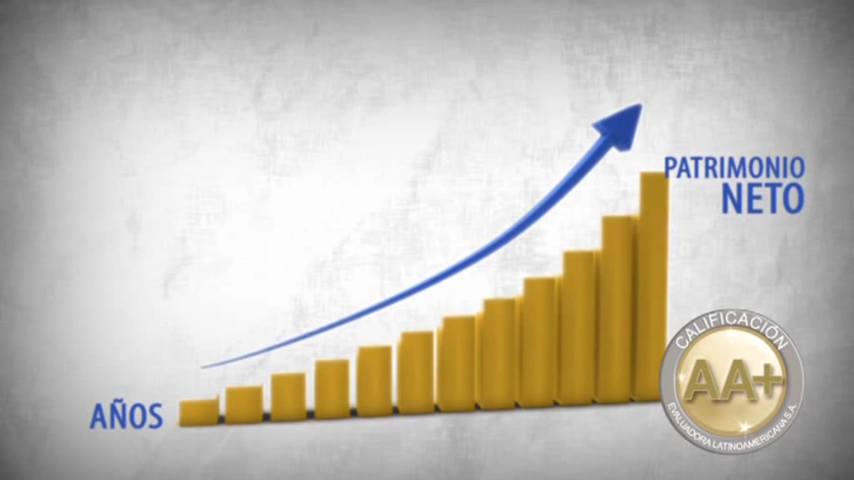 PATRIMONIO
NETO
AÑOS
CALIFICACIÓN
AA+
EVALUADORA LATINOAMERICANA S.A.